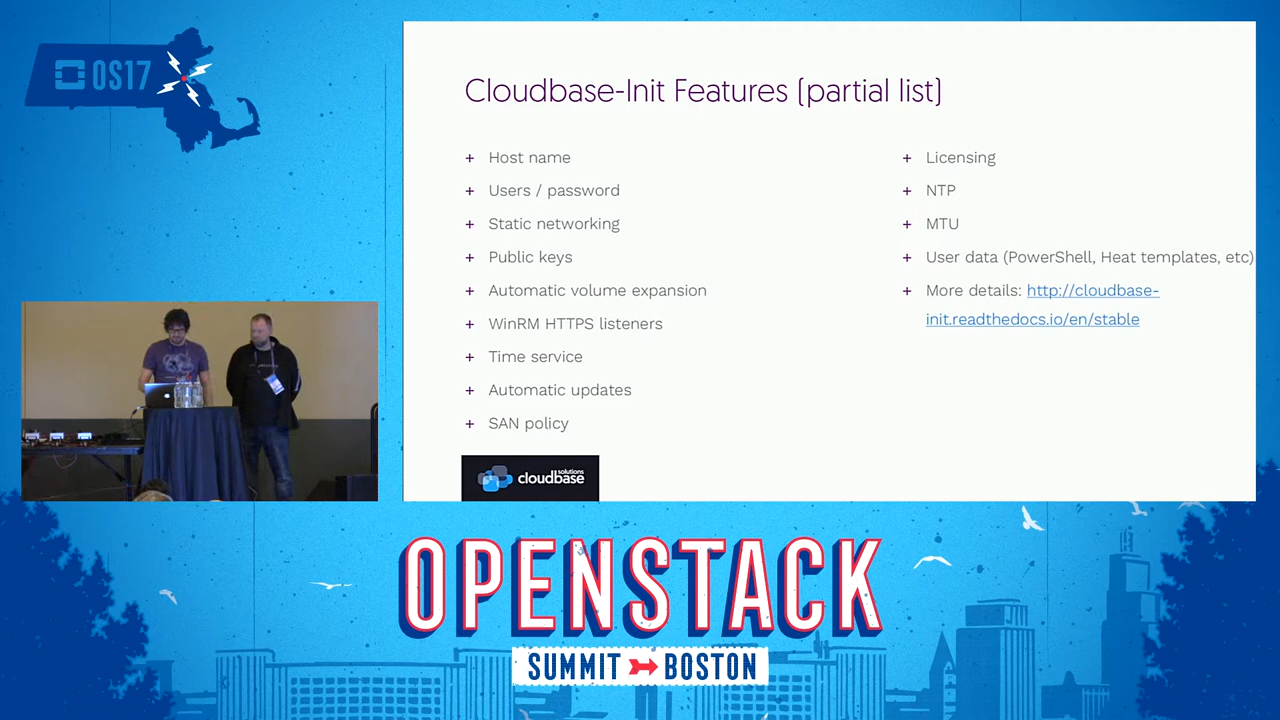 OS17
Cloudbase-Init Features (partial list)
+ Host name
+ Users / password
+ Static networking
+ Public keys
+ Automatic volume expansion
+ WinRM HTTPS listeners
+ Time service
+ Automatic updates
+ SAN policy
+ Licensing
+ NTP
+ MTU
+ User data (PowerShell, Heat templates, etc)
+ More details: http://cloudbase-
init.readthedocs.io/en/stable
cloudbase
solutions
OPENSTACK
SUMMIT BOSTON